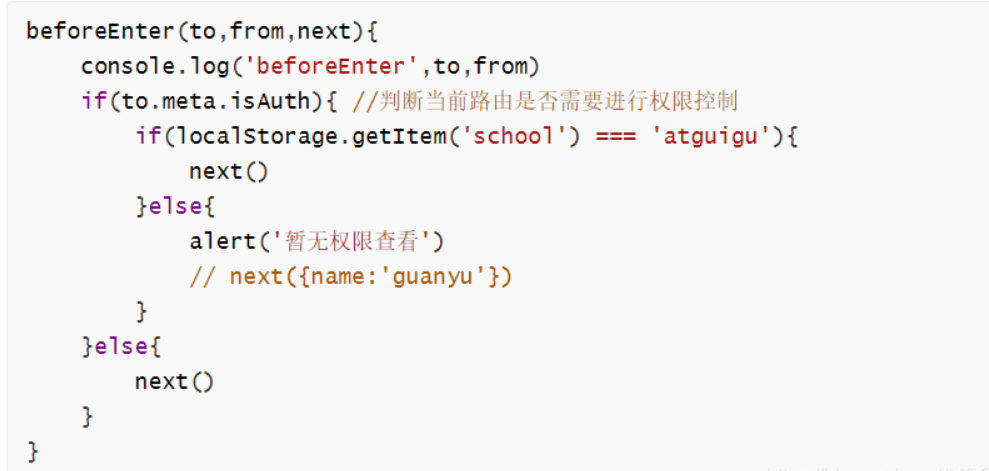 beforeEnter(to,from,next){
    console.log('beforeEnter',to,from)
    if(to.meta.isAuth){ //判断当前路由是否需要进行权限控制
        if(localStorage.getItem('school') === 'atguigu'){
            next()
        }else{
            alert('暂无权限查看')
            // next({name:'guanyu'})
        }
    }else{
        next()
    }
}